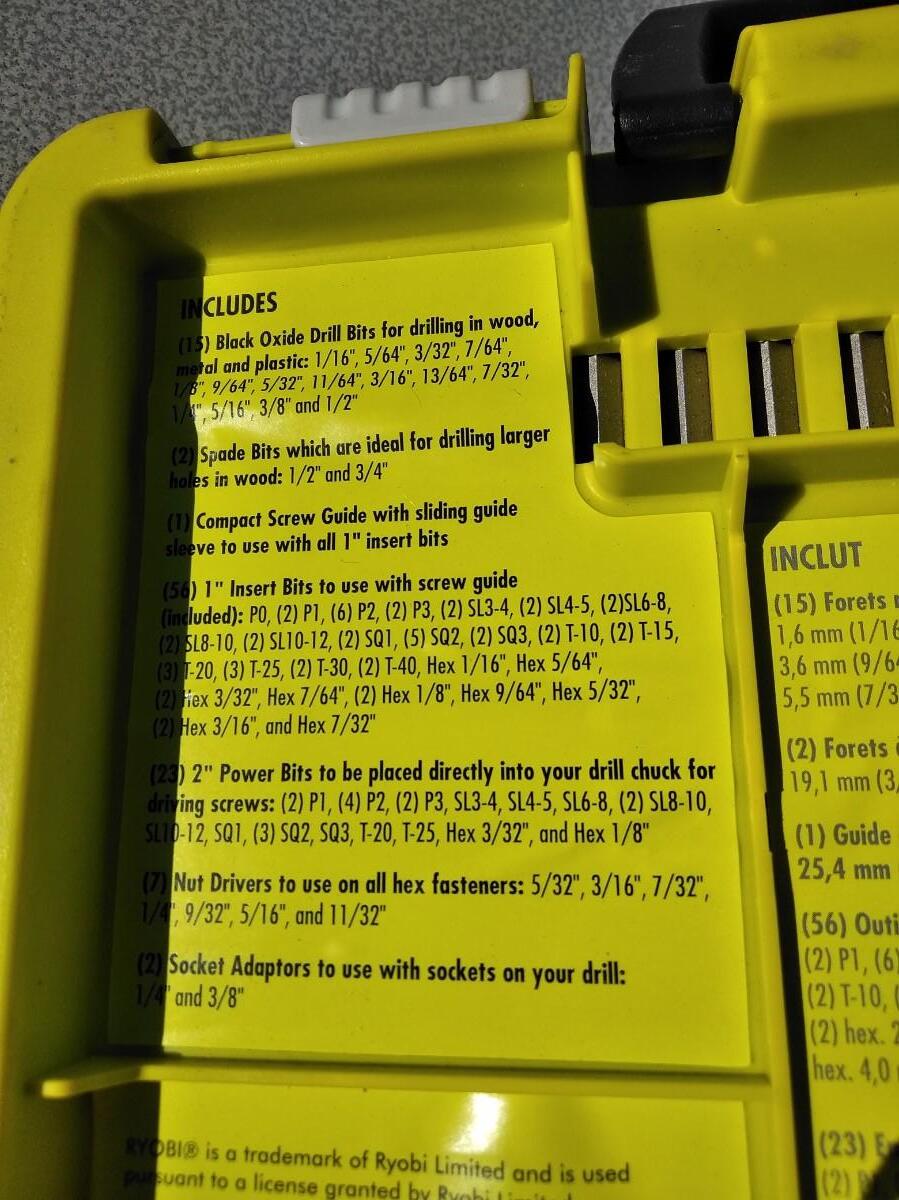 INCLUDES
(15) Black Oxide Drill Bits for drilling in wood,
metal and plastic: 1/16", 5/64", 3/32", 7/64",
1/8", 9/64", 5/32", 11/64", 3/16", 13/64", 7/32",
1/4", 5/16", 3/8" and 1/2"
(2) Spade Bits which are ideal for drilling larger
holes in wood: 1/2" and 3/4"
(1) Compact Screw Guide with sliding guide
sleeve to use with all 1" insert bits
(56) 1" Insert Bits to use with screw guide
(included): P0, (2) P1, (6) P2, (2) P3, (2) SL3-4, (2) SL4-5, (2)SL6-8,
(2) SL8-10, (2) SL10-12, (2) SQ1, (5) SQ2, (2) SQ3, (2) T-10, (2) T-15,
(3) T-20, (3) T-25, (2) T-30, (2) T-40, Hex 1/16", Hex 5/64",
(2) Hex 3/32", Hex 7/64", (2) Hex 1/8", Hex 9/64", Hex 5/32",
(2) Hex 3/16", and Hex 7/32"
(23) 2" Power Bits to be placed directly into your drill chuck for
driving screws: (2) P1, (4) P2, (2) P3, SL3-4, SL4-5, SL6-8, (2) SL8-10,
SL10-12, SQ1, (3) SQ2, SQ3, T-20, T-25, Hex 3/32", and Hex 1/8"
(7) Nut Drivers to use on all hex fasteners: 5/32", 3/16", 7/32",
1/4", 9/32", 5/16", and 11/32"
(2) Socket Adaptors to use with sockets on your drill:
1/4" and 3/8"
RYOBI® is a trademark of Ryobi Limited and is used
pursuant to a license granted by Ryobi Limited.
INCLUT
(15) Forets
1,6 mm (1/16
3,6 mm (9/64
5,5 mm (7/3
(2) Forets
19,1 mm (3/
(1) Guide
25,4 mm
(56) Outi
(2) P1, (6)
(2) T-10,
(2) hex.
hex. 4,0
(23)
(2)